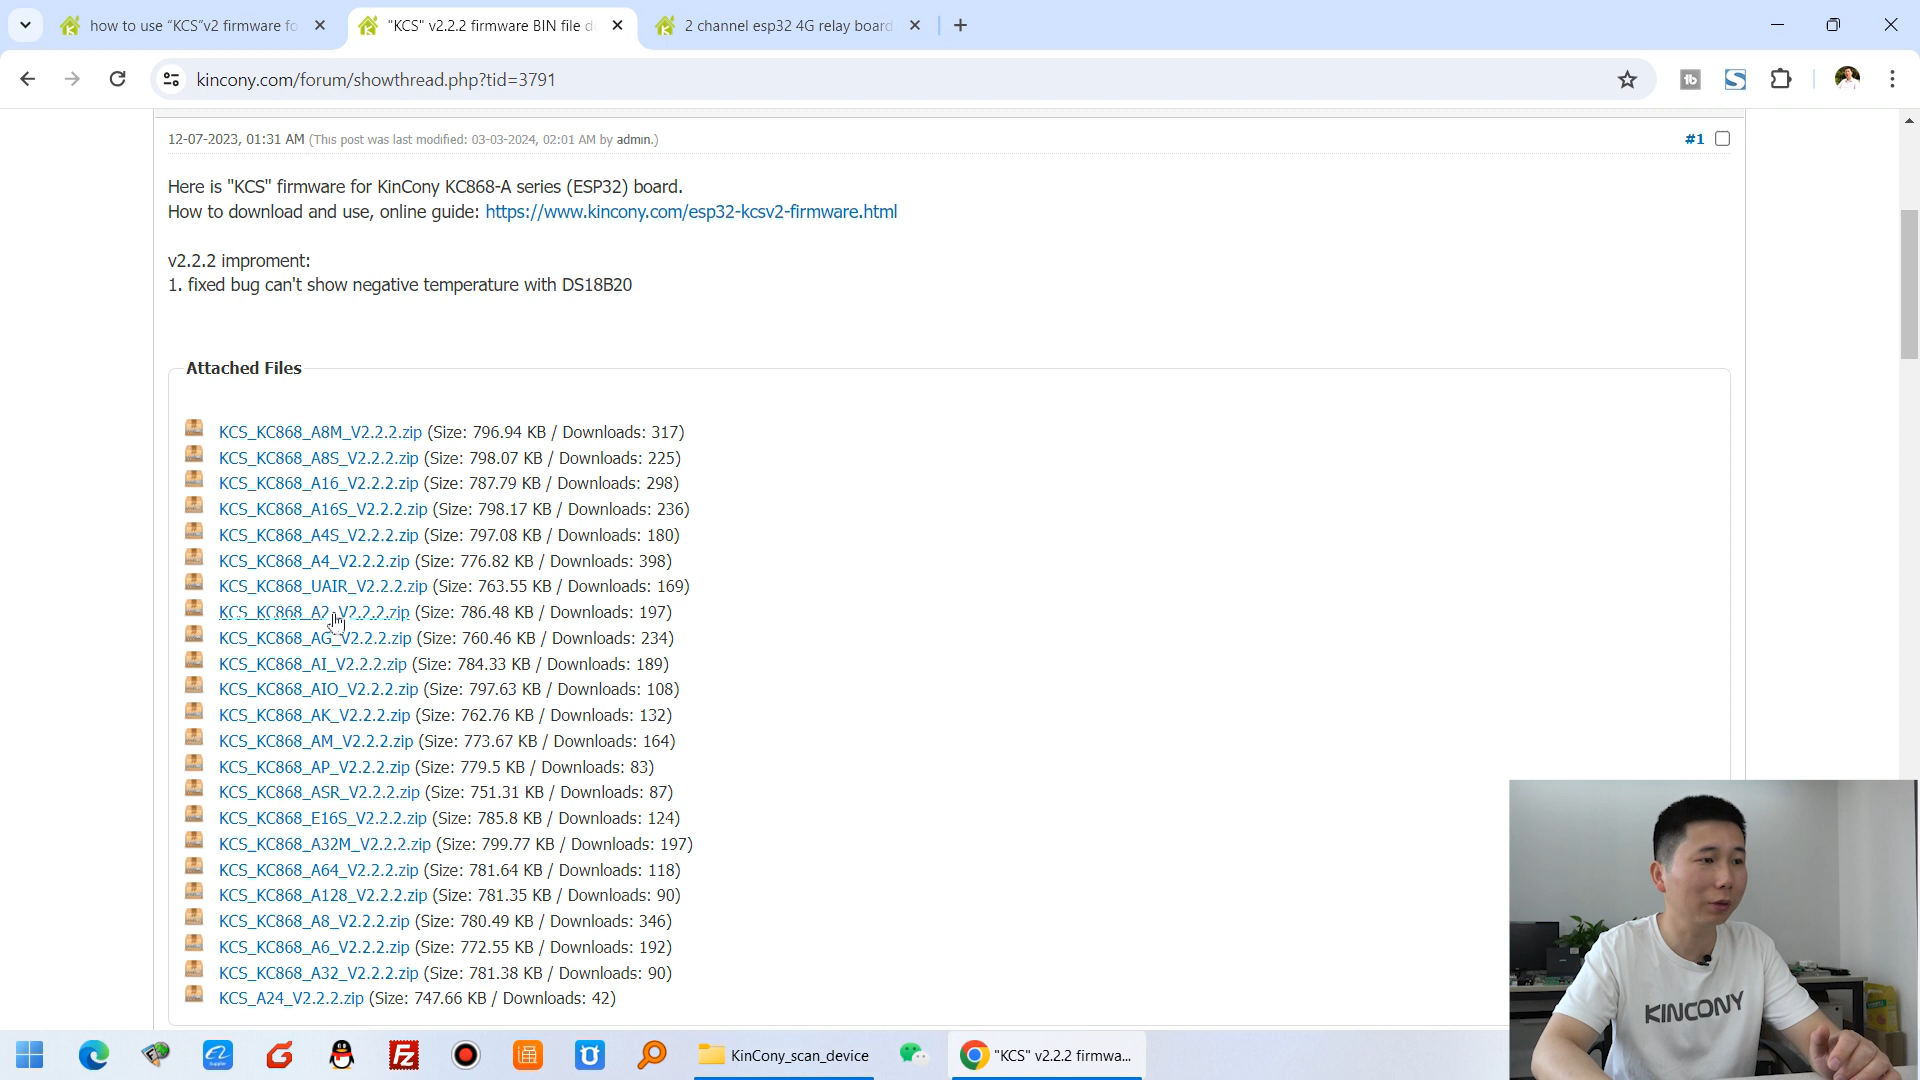 how to use “KCS”v2 firmware fo
"KCS" v2.2.2 firmware BIN file d
2 channel esp32 4G relay board
kincony.com/forum/showthread.php?tid=3791
12-07-2023, 01:31 AM (This post was last modified: 03-03-2024, 02:01 AM by admin.)
#1
Here is "KCS" firmware for KinCony KC868-A series (ESP32) board.
How to download and use, online guide: https://www.kincony.com/esp32-kcsv2-firmware.html
v2.2.2 improment:
1. fixed bug can't show negative temperature with DS18B20
Attached Files
KCS_KC868_A8M_V2.2.2.zip (Size: 796.94 KB / Downloads: 317)
KCS_KC868_A8S_V2.2.2.zip (Size: 798.07 KB / Downloads: 225)
KCS_KC868_A16_V2.2.2.zip (Size: 787.79 KB / Downloads: 298)
KCS_KC868_A16S_V2.2.2.zip (Size: 798.17 KB / Downloads: 236)
KCS_KC868_A4S_V2.2.2.zip (Size: 797.08 KB / Downloads: 180)
KCS_KC868_A4_V2.2.2.zip (Size: 776.82 KB / Downloads: 398)
KCS_KC868_UAIR_V2.2.2.zip (Size: 763.55 KB / Downloads: 169)
KCS_KC868_A2_V2.2.2.zip (Size: 786.48 KB / Downloads: 197)
KCS_KC868_AG_V2.2.2.zip (Size: 760.46 KB / Downloads: 234)
KCS_KC868_AI_V2.2.2.zip (Size: 784.33 KB / Downloads: 189)
KCS_KC868_AIO_V2.2.2.zip (Size: 797.63 KB / Downloads: 108)
KCS_KC868_AK_V2.2.2.zip (Size: 762.76 KB / Downloads: 132)
KCS_KC868_AM_V2.2.2.zip (Size: 773.67 KB / Downloads: 164)
KCS_KC868_AP_V2.2.2.zip (Size: 779.5 KB / Downloads: 83)
KCS_KC868_ASR_V2.2.2.zip (Size: 751.31 KB / Downloads: 87)
KCS_KC868_E16S_V2.2.2.zip (Size: 785.8 KB / Downloads: 124)
KCS_KC868_A32M_V2.2.2.zip (Size: 799.77 KB / Downloads: 197)
KCS_KC868_A64_V2.2.2.zip (Size: 781.64 KB / Downloads: 118)
KCS_KC868_A128_V2.2.2.zip (Size: 781.35 KB / Downloads: 90)
KCS_KC868_A8_V2.2.2.zip (Size: 780.49 KB / Downloads: 346)
KCS_KC868_A6_V2.2.2.zip (Size: 772.55 KB / Downloads: 192)
KCS_KC868_A32_V2.2.2.zip (Size: 781.38 KB / Downloads: 90)
KCS_A24_V2.2.2.zip (Size: 747.66 KB / Downloads: 42)
KINCONY
KinCony_scan_device
"KCS" v2.2.2 firmwa...